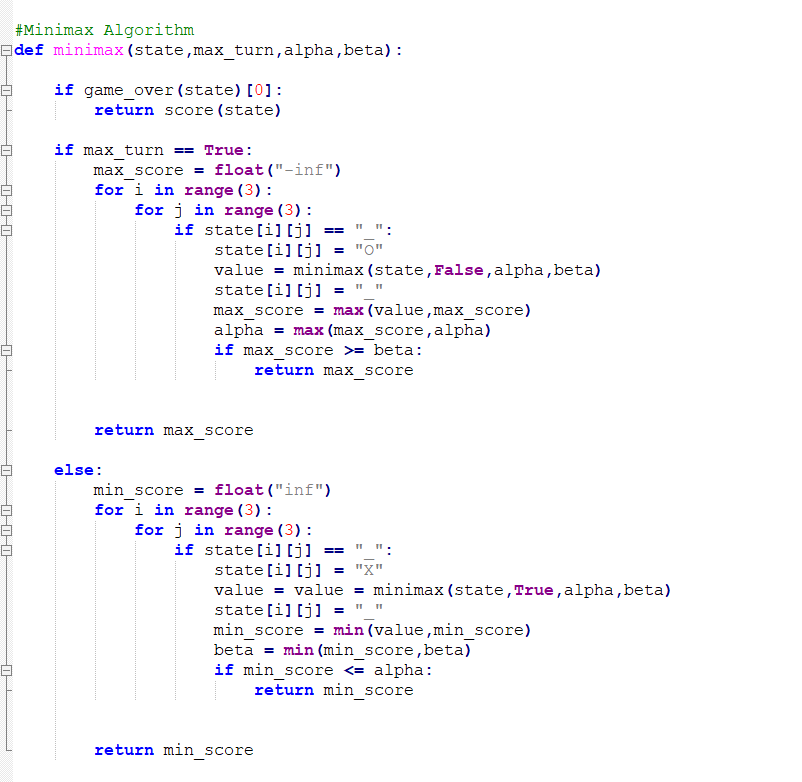 #Minimax Algorithm
def minimax(state,max_turn,alpha,beta):
    if game_over(state)[0]:
        return score(state)
    if max_turn == True:
        max_score = float("-inf")
        for i in range(3):
            for j in range(3):
                if state[i][j] == "_":
                    state[i][j] = "O"
                    value = minimax(state,False,alpha,beta)
                    state[i][j] = "_"
                    max_score = max(value,max_score)
                    alpha = max(max_score,alpha)
                    if max_score >= beta:
                        return max_score
        return max_score
    else:
        min_score = float("inf")
        for i in range(3):
            for j in range(3):
                if state[i][j] == "_":
                    state[i][j] = "X"
                    value = value = minimax(state,True,alpha,beta)
                    state[i][j] = "_"
                    min_score = min(value,min_score)
                    beta = min(min_score,beta)
                    if min_score <= alpha:
                        return min_score
        return min_score